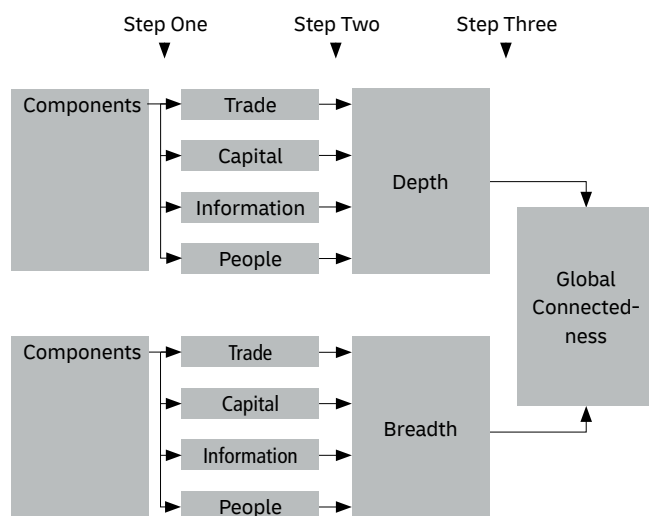 Step One Step Two Step Three
Components
Trade
Capital
Information
People
Depth
Global
Connected-
ness
Components
Trade
Capital
Information
People
Breadth